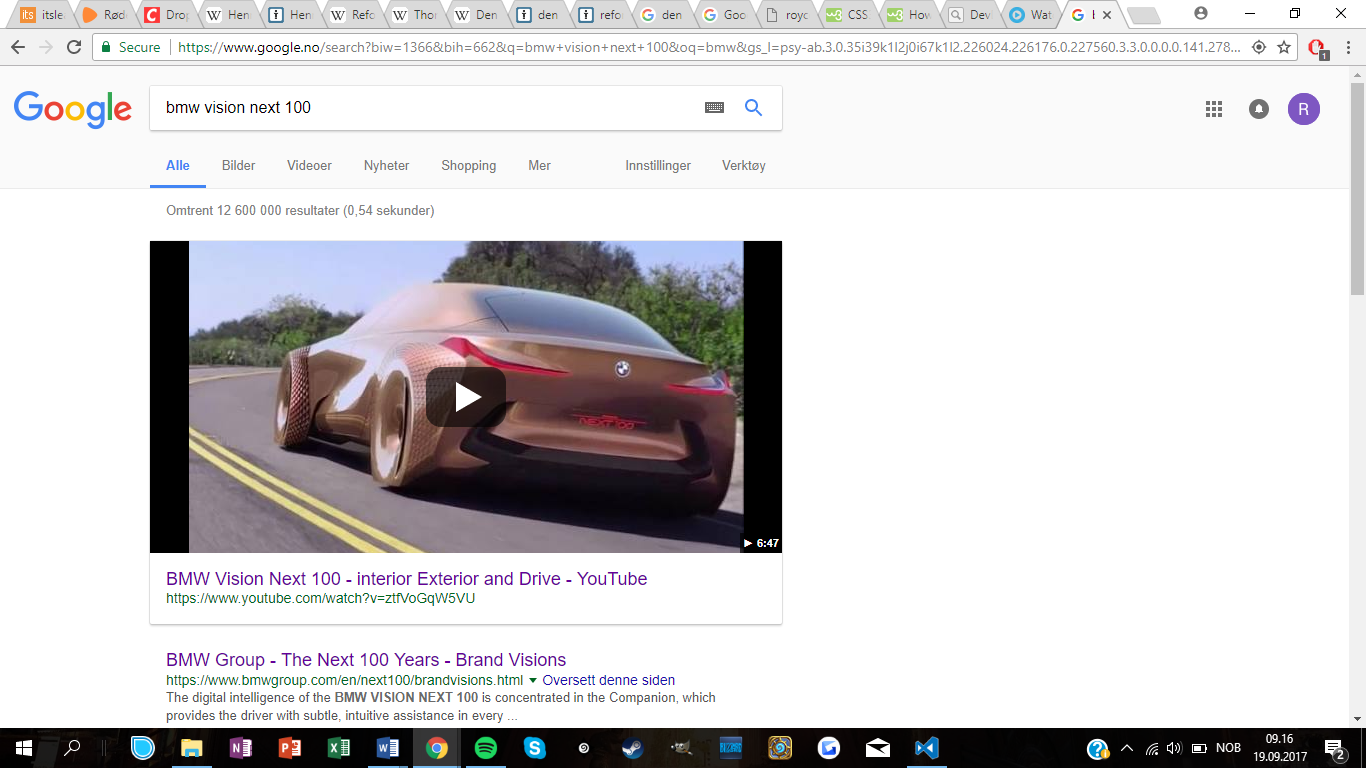 its itsle
Rød
Drop
W Hen
Hen
W Refo
W Tho
W Den
den
refo
den
Goo
royc
CSS
How
Dev
Wat
Secure https://www.google.no/search?biw=1366&bih=662&q=bmw+vision+next+100&oq=bmw&gs_l=psy-ab.3.0.35i39k1l2j0i67k1l2.226024.226176.0.227560.3.3.0.0.0.0.141.278...
1
Google
bmw vision next 100
R
Alle Bilder Videoer Nyheter Shopping Mer Innstillinger Verktøy
Omtrent 12 600 000 resultater (0,54 sekunder)
NEXT 100
6:47
BMW Vision Next 100 - interior Exterior and Drive - YouTube
https://www.youtube.com/watch?v=ztfVoGqW5VU
BMW Group - The Next 100 Years - Brand Visions
https://www.bmwgroup.com/en/next100/brandvisions.html Oversett denne siden
The digital intelligence of the BMW VISION NEXT 100 is concentrated in the Companion, which
provides the driver with subtle, intuitive assistance in every ...
NOB
09.16
19.09.2017
2